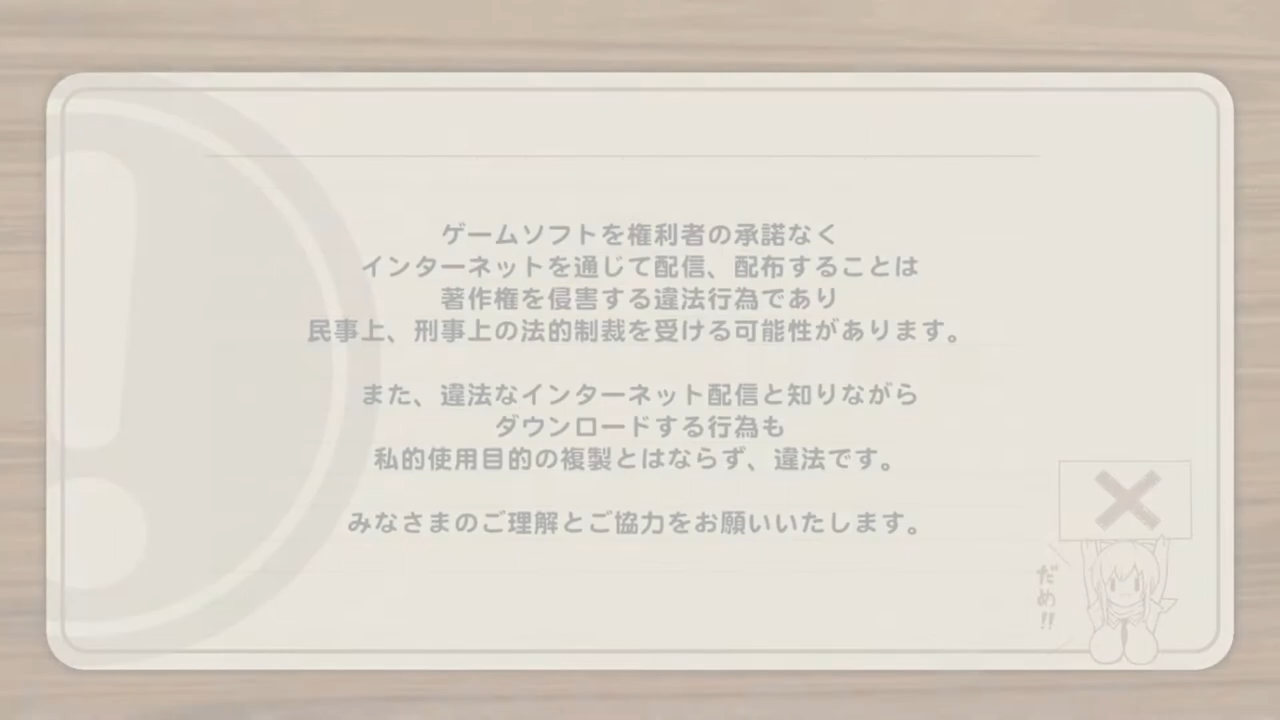 ゲームソフトを権利者の承諾なく
インターネットを通じて配信、配布することは
著作権を侵害する違法行為であり
民事上、刑事上の法的制裁を受ける可能性があります。
また、違法なインターネット配信と知りながら
ダウンロードする行為も
私的使用目的の複製とはならず、違法です。
みなさまのご理解とご協力をお願いいたします。
だめ!!